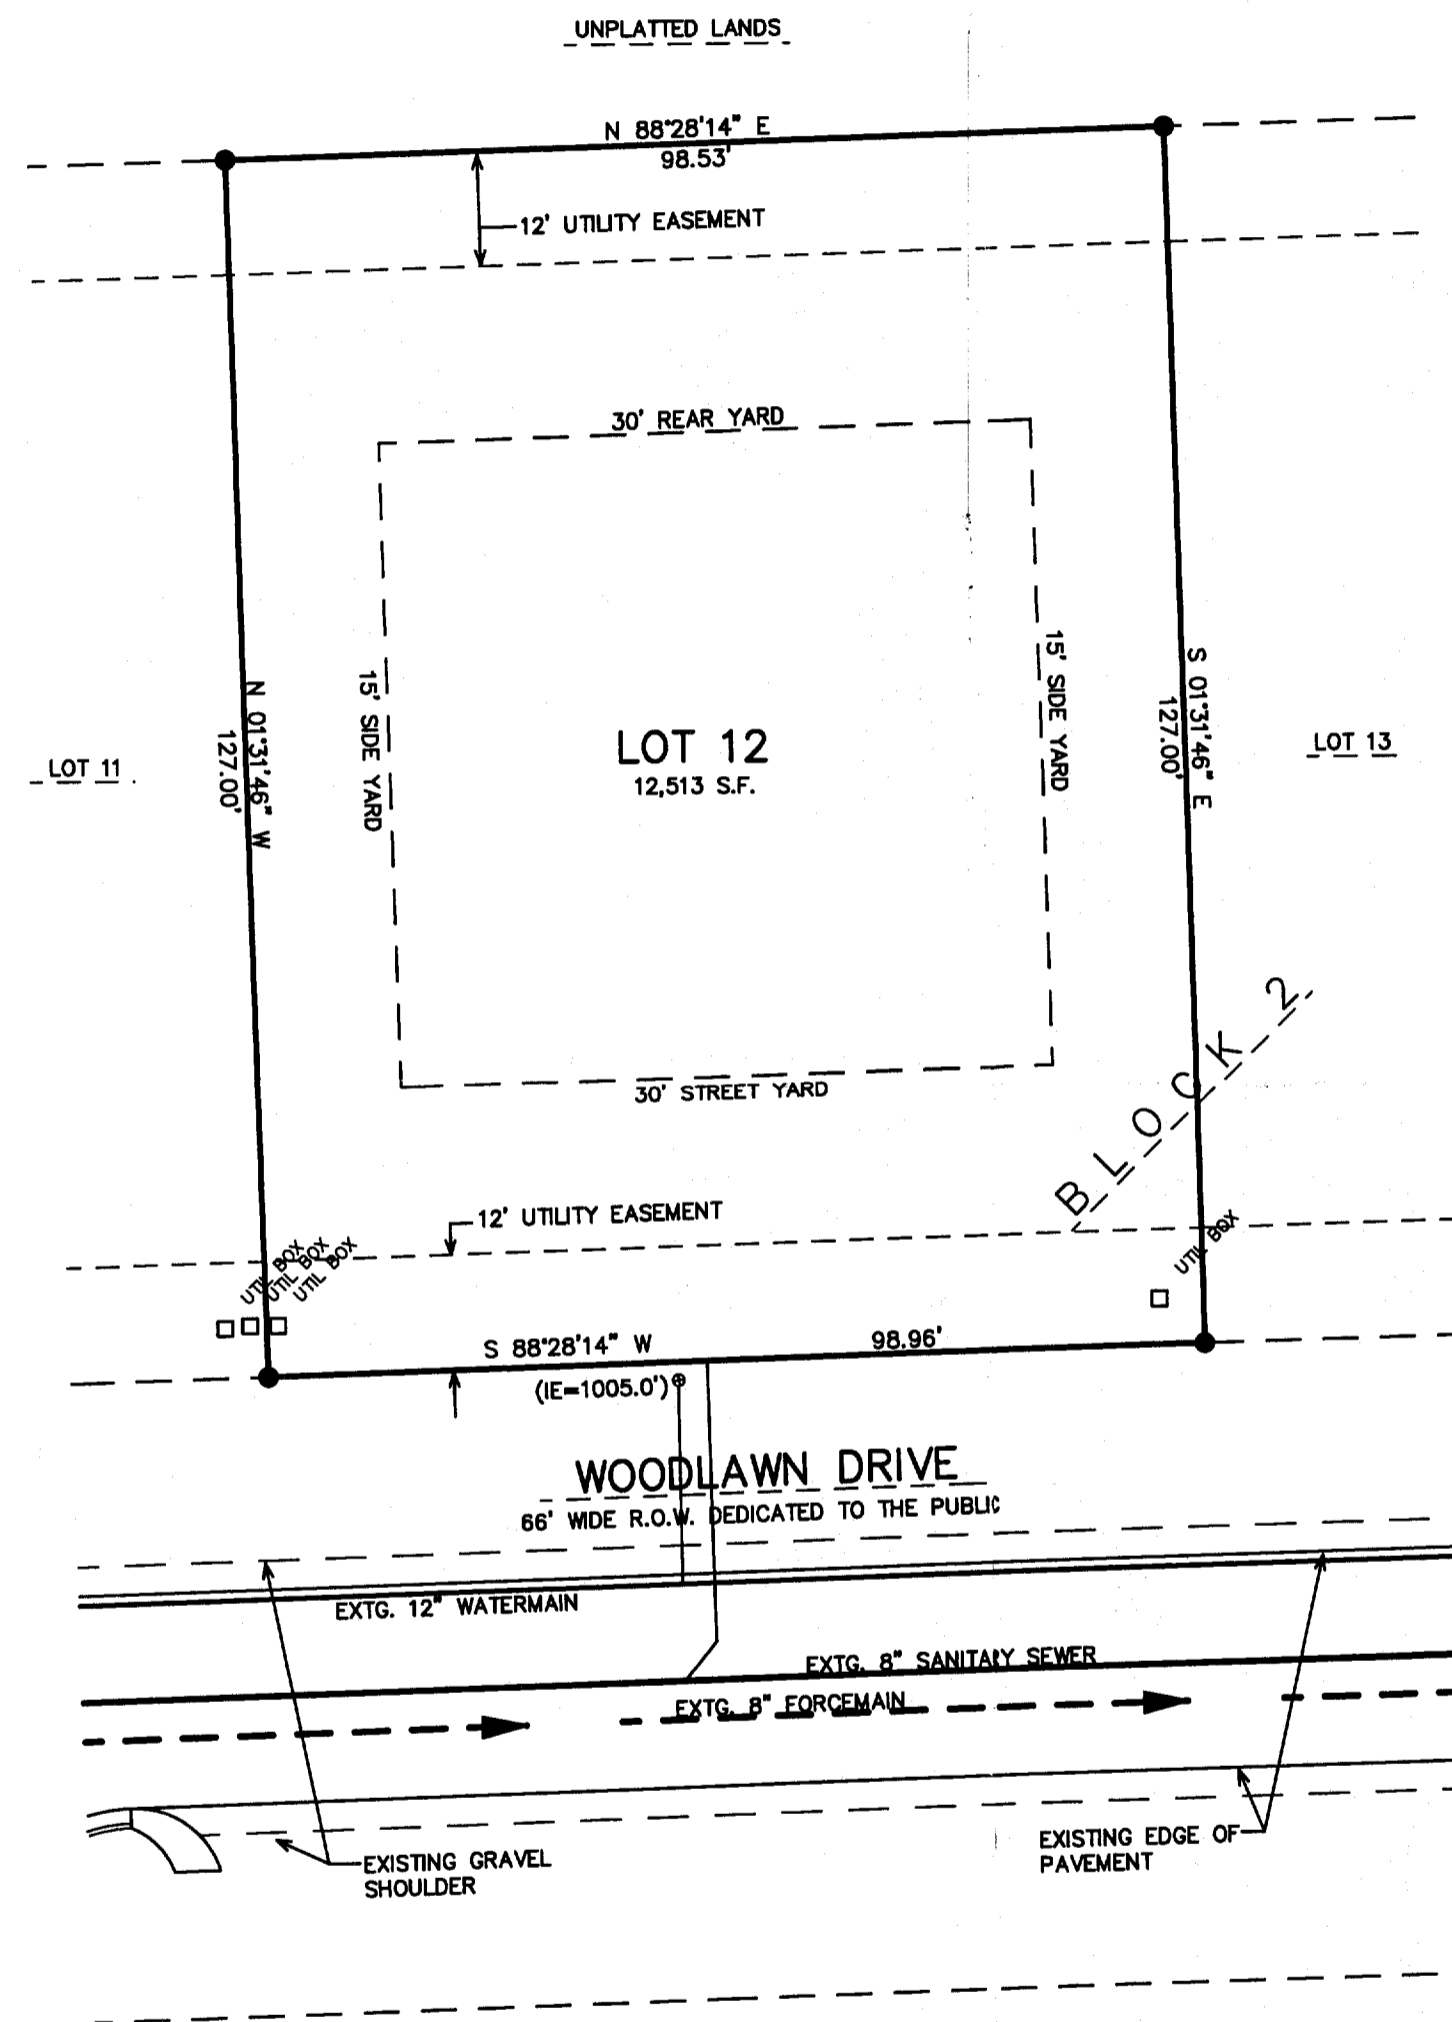 UNPLATTED LANDS
N 88°28'14" E
98.53'
12' UTILITY EASEMENT
30' REAR YARD
15' SIDE YARD
15' SIDE YARD
N 01°31'46" W
127.00'
S 01°31'46" E
127.00'
LOT 12
12,513 S.F.
LOT 11
LOT 13
BLOCK 2
30' STREET YARD
12' UTILITY EASEMENT
UTIL BOX
UTIL BOX
UTIL BOX
UTIL BOX
S 88°28'14" W
98.96'
(IE=1005.0')
WOODLAWN DRIVE
66' WIDE R.O.W. DEDICATED TO THE PUBLIC
EXTG. 12" WATERMAIN
EXTG. 8" SANITARY SEWER
EXTG. 8" FORCEMAIN
EXISTING GRAVEL
SHOULDER
EXISTING EDGE OF
PAVEMENT